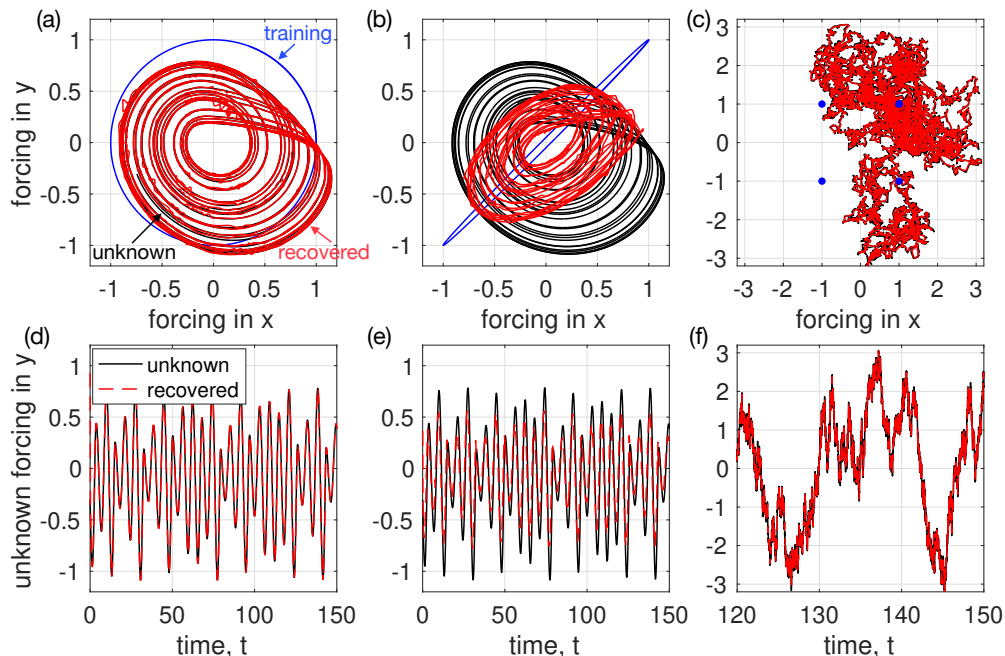 (a)
(b)
(c)
training
unknown
recovered
forcing in y
1
0.5
0
-0.5
-1
-1 -0.5 0 0.5 1
forcing in x
1
0.5
0
-0.5
-1
-1 -0.5 0 0.5 1
forcing in x
3
2
1
0
-1
-2
-3
-3 -2 -1 0 1 2 3
forcing in x
(d)
(e)
(f)
unknown
recovered
unknown forcing in y
1
0.5
0
-0.5
-1
0 50 100 150
time, t
1
0.5
0
-0.5
-1
0 50 100 150
time, t
3
2
1
0
-1
-2
-3
120 130 140 150
time, t